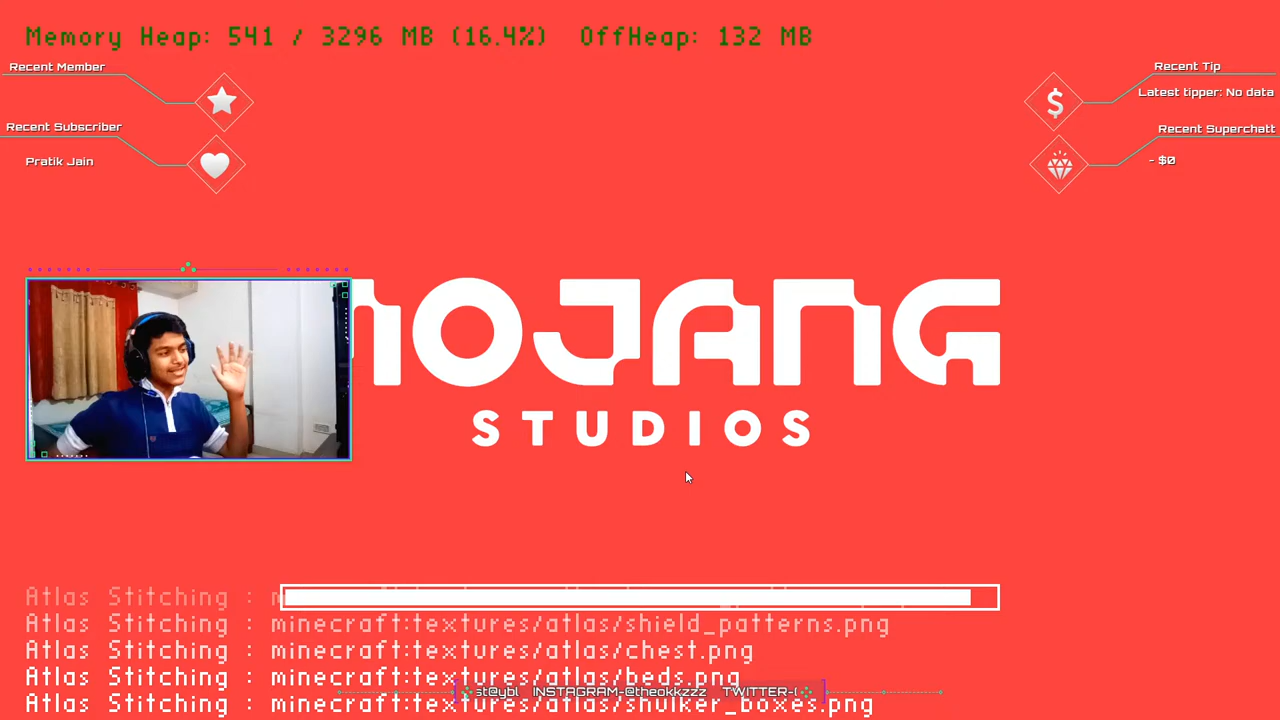 Memory Heap: 541 / 3296 MB (16.4%)  OffHeap: 132 MB
Recent Member
Recent Tip
Latest tipper: No data
Recent Subscriber
Recent Superchatt
Pratik Jain
- $0
MOJANG
STUDIOS
Atlas Stitching :
Atlas Stitching : minecraft:textures/atlas/shield_patterns.png
Atlas Stitching : minecraft:textures/atlas/chest.png
Atlas Stitching : minecraft:textures/atlas/beds.png
st@ybl INSTAGRAM-@theokkzzz TWITTER-(
Atlas Stitching : minecraft:textures/atlas/shulker_boxes.png